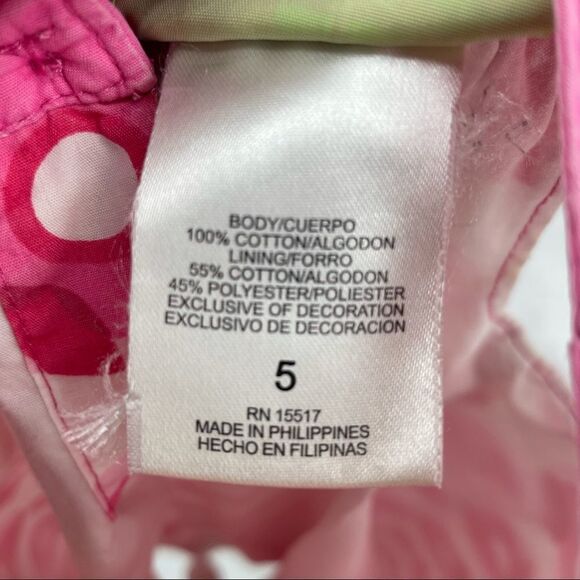 BODY/CUERPO
100% COTTON/ALGODON
LINING/FORRO
55% COTTON/ALGODON
45% POLYESTER/POLIESTER
EXCLUSIVE OF DECORATION
EXCLUSIVO DE DECORACION
5
RN 15517
MADE IN PHILIPPINES
HECHO EN FILIPINAS